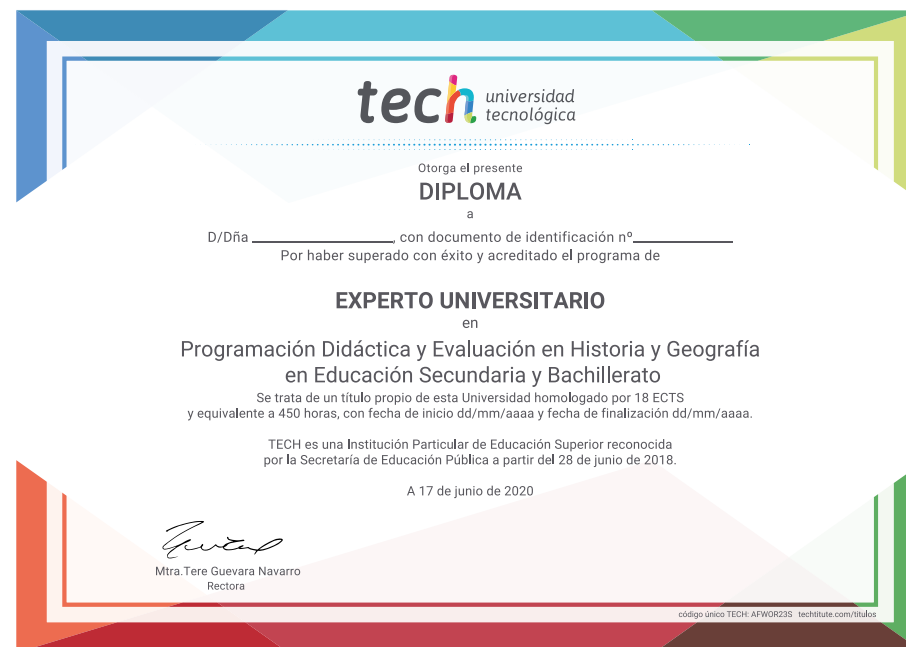 tech universidad
tecnológica
Otorga el presente
DIPLOMA
a
D/Dña ____________________, con documento de identificación nº______________
Por haber superado con éxito y acreditado el programa de
EXPERTO UNIVERSITARIO
en
Programación Didáctica y Evaluación en Historia y Geografía
en Educación Secundaria y Bachillerato
Se trata de un título propio de esta Universidad homologado por 18 ECTS
y equivalente a 450 horas, con fecha de inicio dd/mm/aaaa y fecha de finalización dd/mm/aaaa.
TECH es una Institución Particular de Educación Superior reconocida
por la Secretaría de Educación Pública a partir del 28 de junio de 2018.
A 17 de junio de 2020
Mtra.Tere Guevara Navarro
Rectora
código único TECH: AFWOR23S techtitute.com/titulos